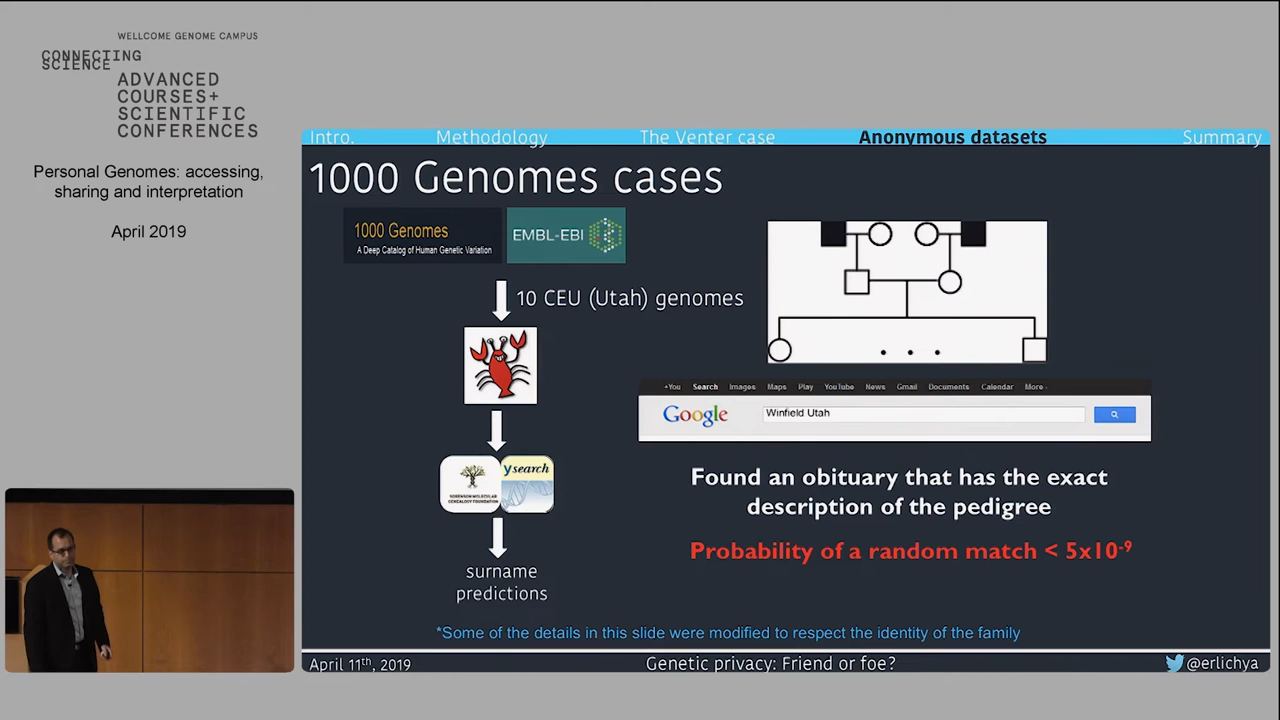 WELLCOME GENOME CAMPUS
CONNECTING
SCIENCE
ADVANCED
COURSES+
SCIENTIFIC
CONFERENCES
Personal Genomes: accessing,
sharing and interpretation
April 2019
Intro. Methodology The Venter case Anonymous datasets Summary
1000 Genomes cases
1000 Genomes
A Deep Catalog of Human Genetic Variation
EMBL-EBI
10 CEU (Utah) genomes
+You Search Images Maps Play YouTube News Gmail Documents Calendar More
Google
Winfield Utah
SORENSON MOLECULAR
GENEALOGY FOUNDATION
ysearch
Found an obituary that has the exact
description of the pedigree
Probability of a random match < 5x10⁻⁹
surname
predictions
*Some of the details in this slide were modified to respect the identity of the family
April 11th, 2019 Genetic privacy: Friend or foe? @erlichya